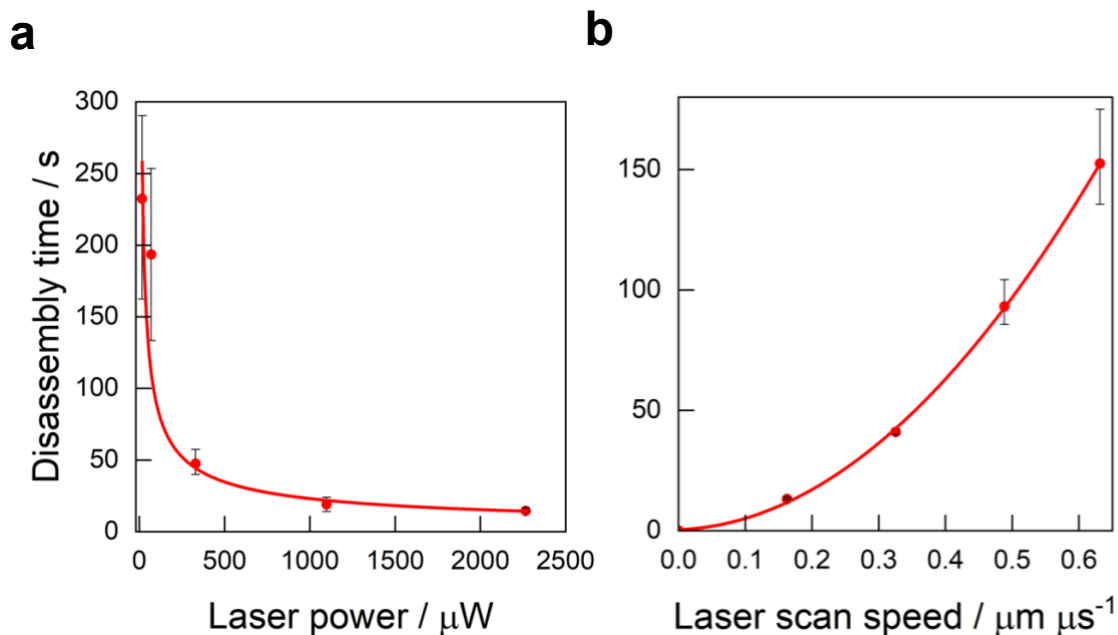 a
b
300
250
200
150
100
50
0
Disassembly time / s
0 500 1000 1500 2000 2500
Laser power / μW
150
100
50
0
0.0 0.1 0.2 0.3 0.4 0.5 0.6
Laser scan speed / μm μs⁻¹